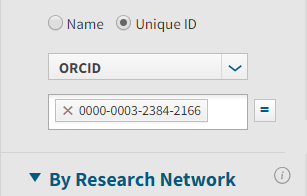 Name Unique ID
ORCID
× 0000-0003-2384-2166 =
By Research Network i